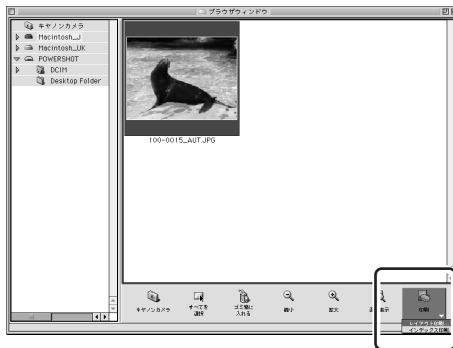 ブラウザウィンドウ
キヤノンカメラ
Macintosh_J
Macintosh_UK
POWERSHOT
DCIM
Desktop Folder
100-0015_AUT.JPG
キヤノンカメラ
すべてを
選択
ゴミ箱に
入れる
縮小
拡大
印刷
レイアウト印刷
インデックス印刷